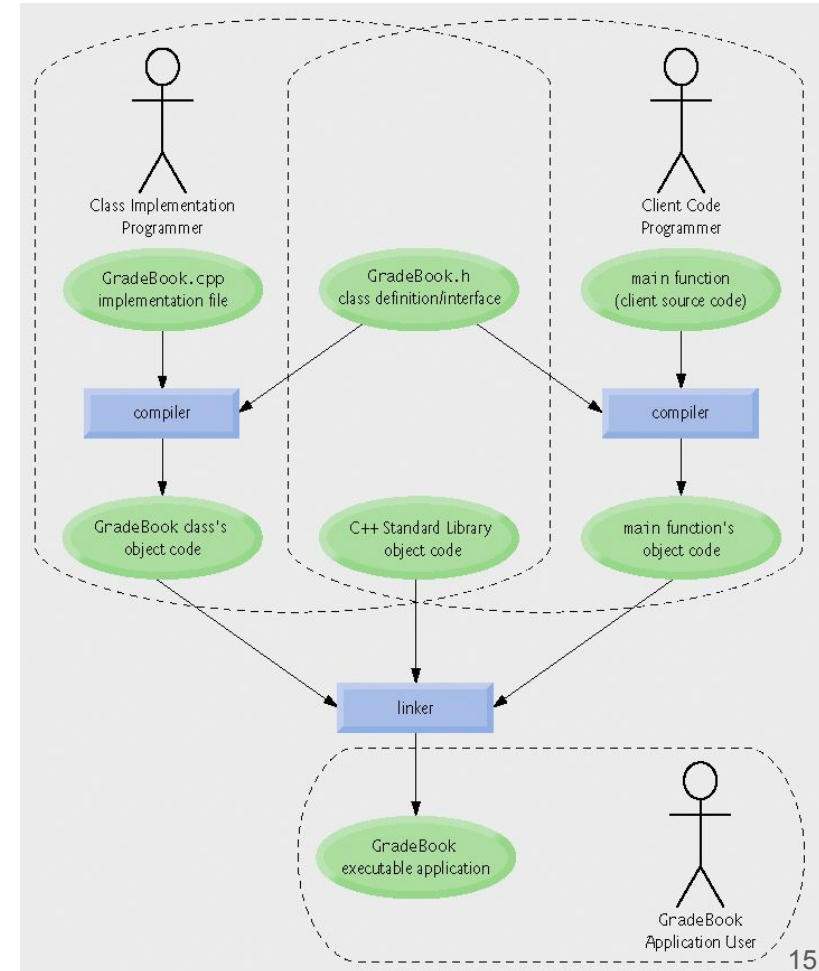 Class Implementation
Programmer
Client Code
Programmer
GradeBook.cpp
implementation file
GradeBook.h
class definition/interface
main function
(client source code)
compiler
compiler
GradeBook class's
object code
C++ Standard Library
object code
main function's
object code
linker
GradeBook
executable application
GradeBook
Application User
15